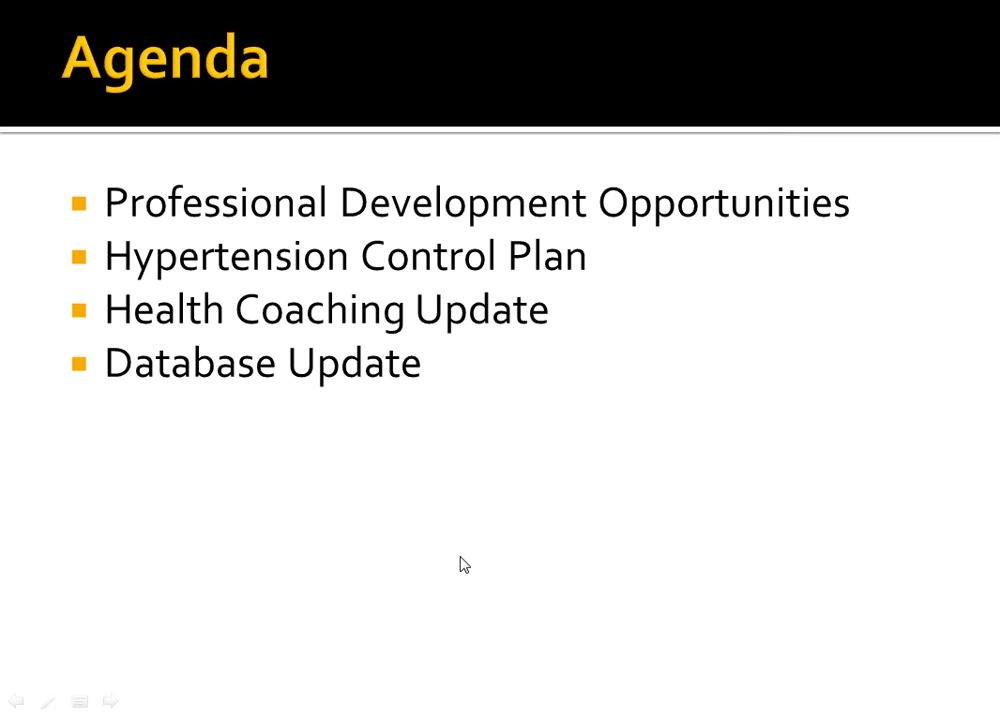 Agenda
Professional Development Opportunities
Hypertension Control Plan
Health Coaching Update
Database Update